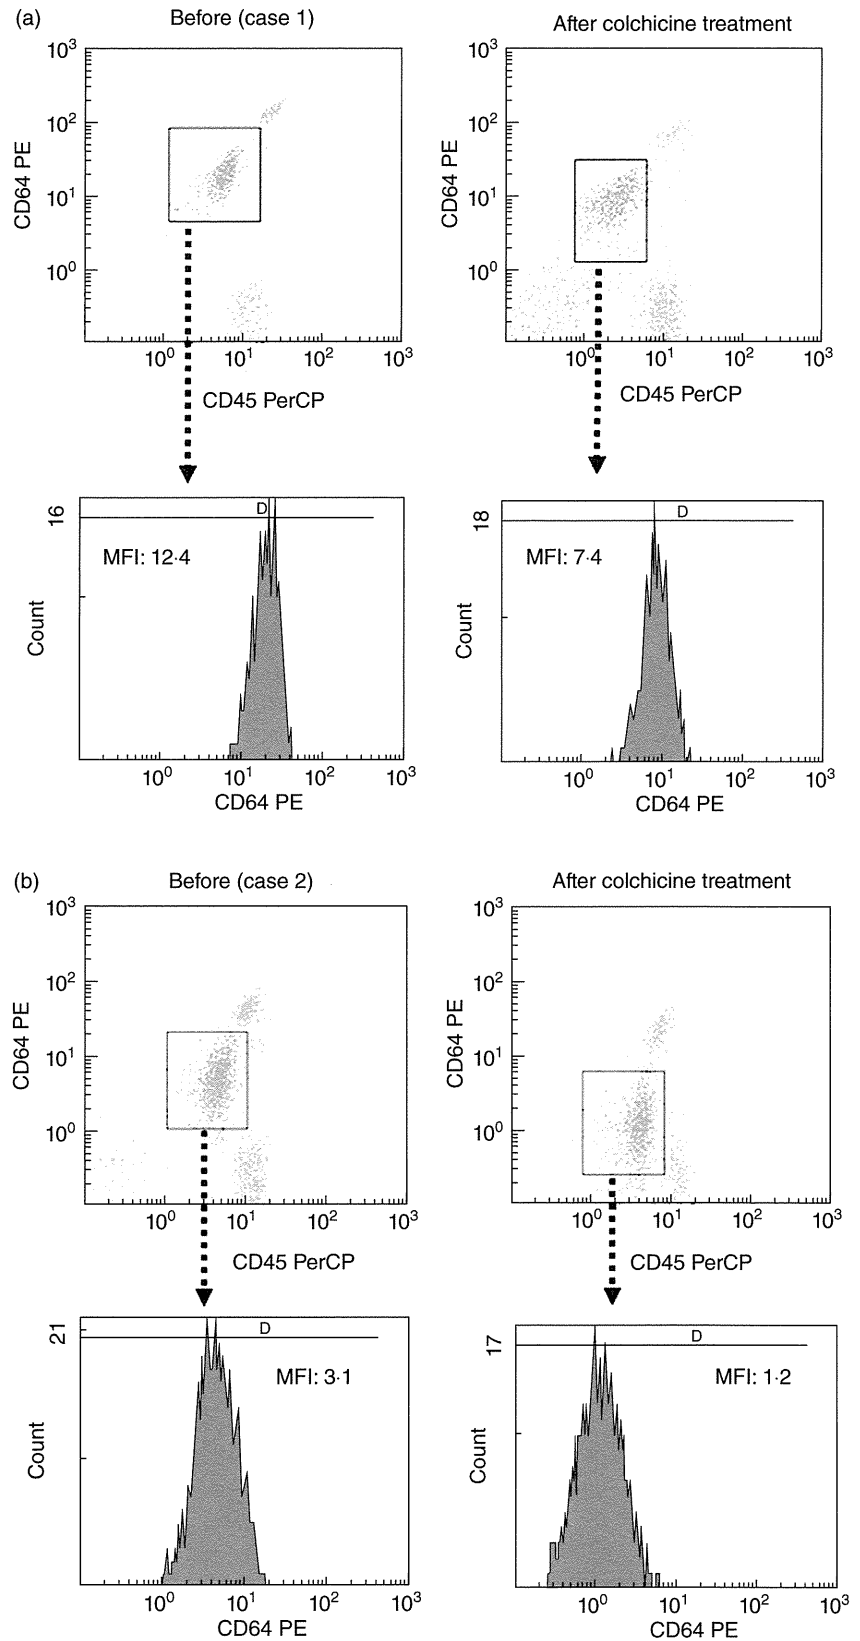 (a) Before (case 1) After colchicine treatment
10³ 10³
10² 10²
CD64 PE CD64 PE
10¹ 10¹
10⁰ 10⁰
10⁰ 10¹ 10² 10³ 10⁰ 10¹ 10² 10³
CD45 PerCP CD45 PerCP
16 D 18 D
MFI: 12·4 MFI: 7·4
Count Count
10⁰ 10¹ 10² 10³ 10⁰ 10¹ 10² 10³
CD64 PE CD64 PE
(b) Before (case 2) After colchicine treatment
10³ 10³
10² 10²
CD64 PE CD64 PE
10¹ 10¹
10⁰ 10⁰
10⁰ 10¹ 10² 10³ 10⁰ 10¹ 10² 10³
CD45 PerCP CD45 PerCP
21 D 17 D
MFI: 3·1 MFI: 1·2
Count Count
10⁰ 10¹ 10² 10³ 10⁰ 10¹ 10² 10³
CD64 PE CD64 PE